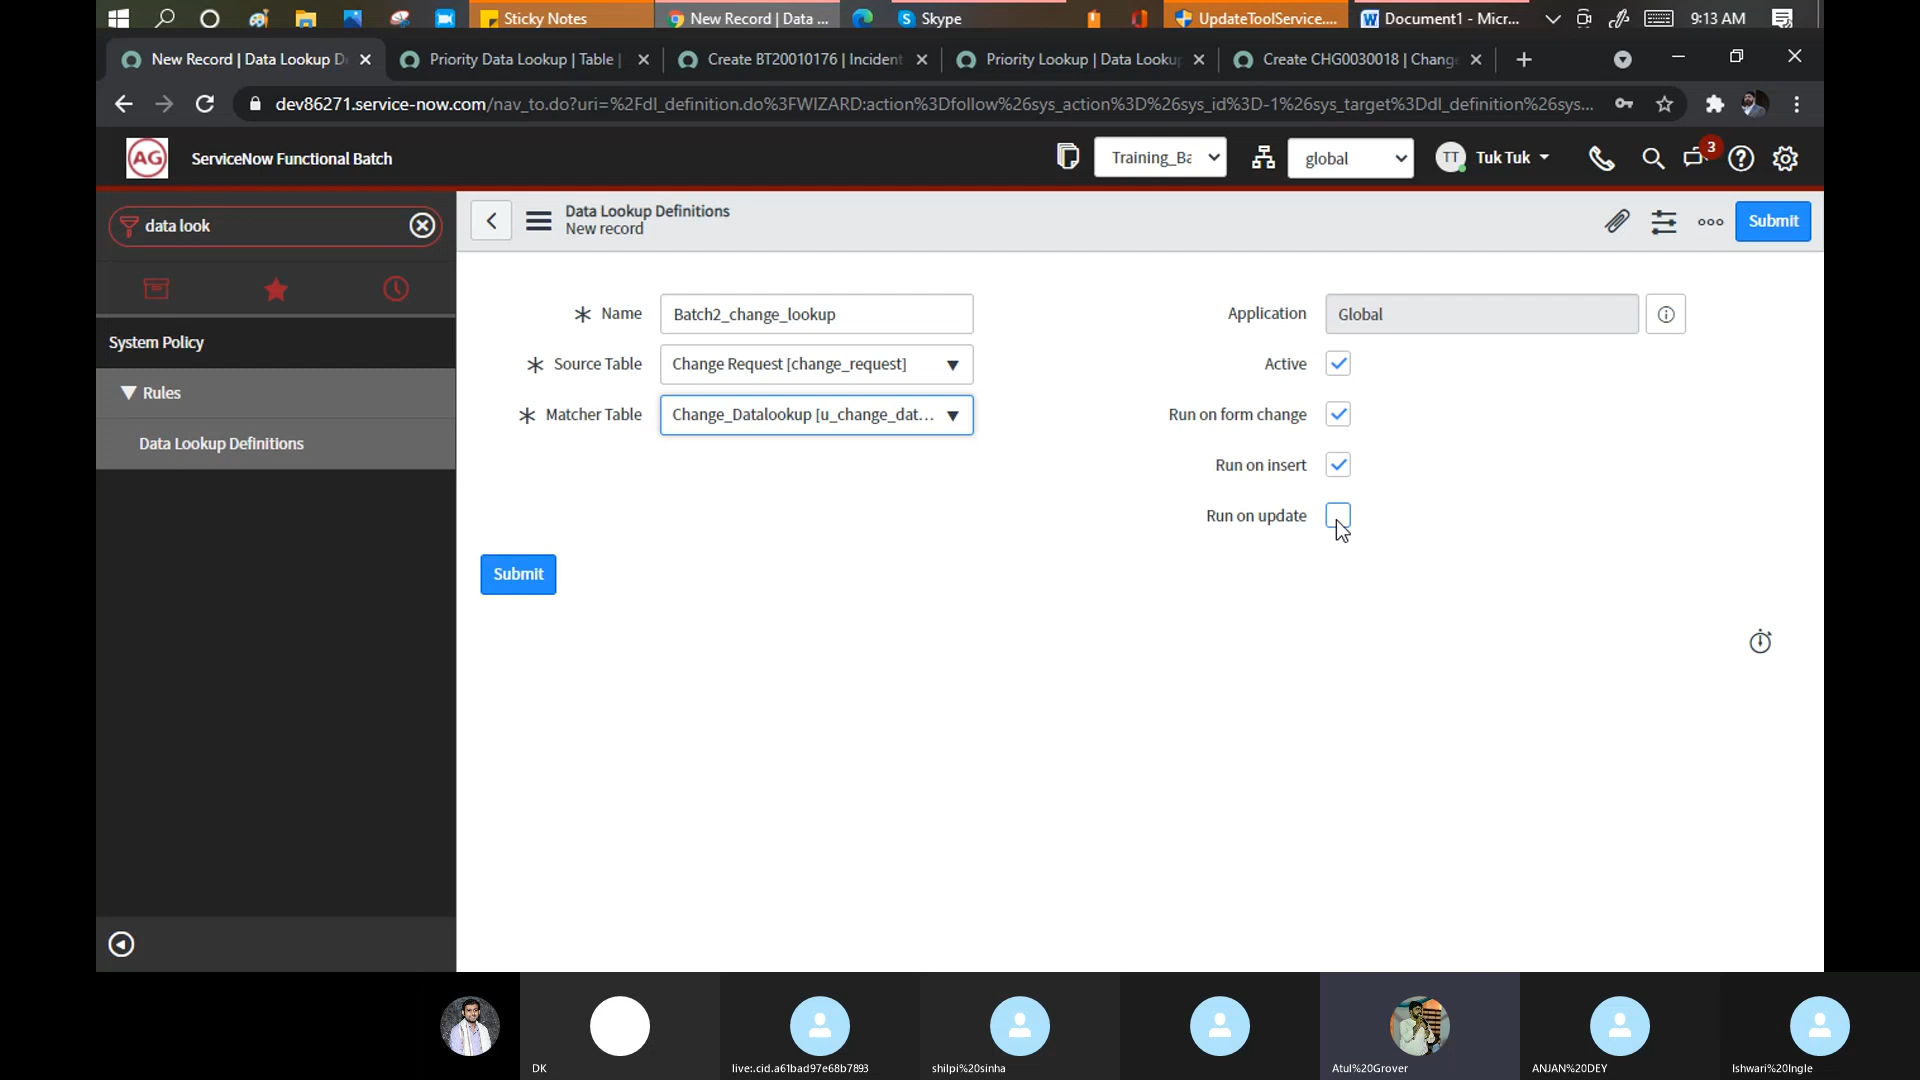 Sticky Notes
New Record | Data ...
Skype
UpdateToolService....
Document1 - Micr...
9:13 AM
New Record | Data Lookup D
Priority Data Lookup | Table |
Create BT20010176 | Incident
Priority Lookup | Data Looku
Create CHG0030018 | Chang
dev86271.service-now.com/nav_to.do?uri=%2Fdl_definition.do%3FWIZARD:action%3Dfollow%26sys_action%3D%26sys_id%3D-1%26sys_target%3Ddl_definition%26sys...
AG
ServiceNow Functional Batch
Training_Ba
global
TT
Tuk Tuk
3
data look
Data Lookup Definitions
New record
Submit
System Policy
Rules
Data Lookup Definitions
Name
Batch2_change_lookup
Application
Global
Source Table
Change Request [change_request]
Active
Matcher Table
Change_Datalookup [u_change_dat...
Run on form change
Run on insert
Run on update
Submit
DK
live:.cid.a61bad97e68b7893
shilpi%20sinha
Atul%20Grover
ANJAN%20DEY
Ishwari%20Ingle